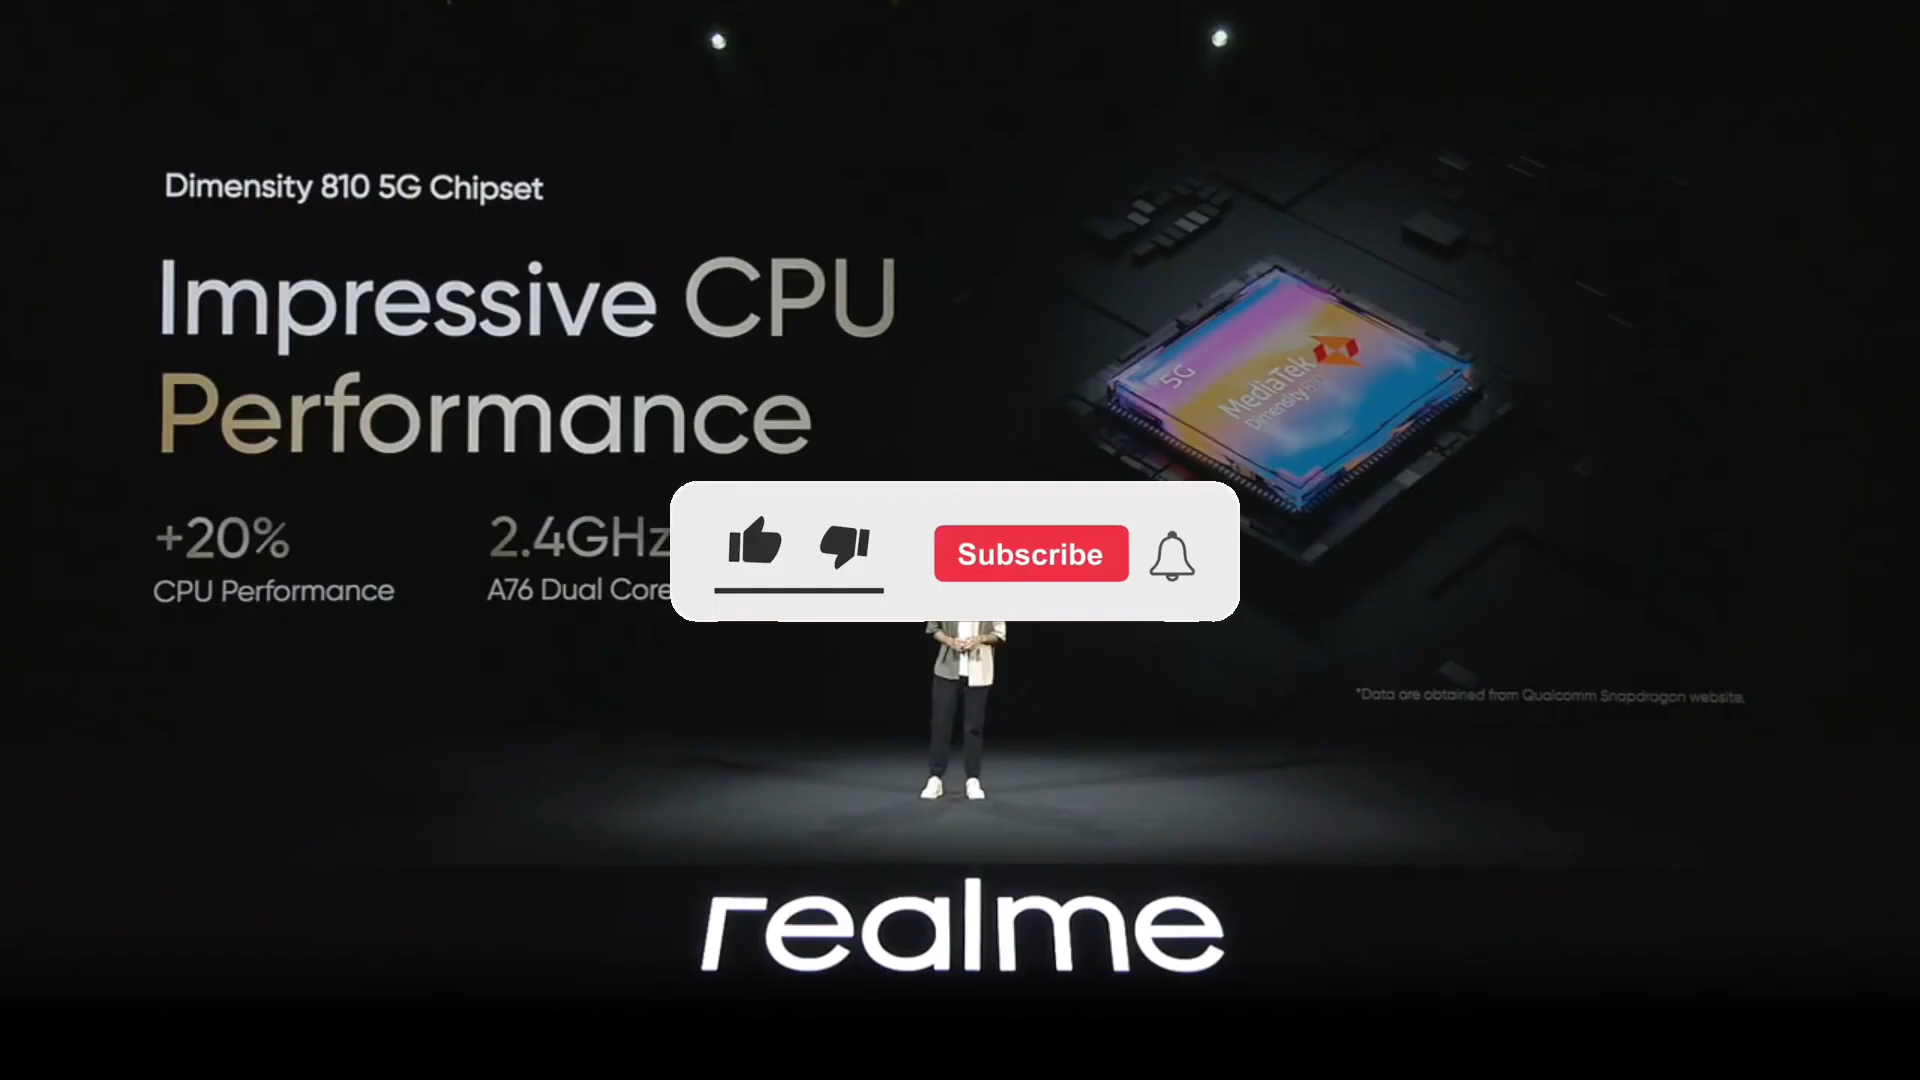 Dimensity 810 5G Chipset
Impressive CPU
Performance
+20%
CPU Performance
2.4GHz
A76 Dual Core
5G
MediaTek
Dimensity 810
Subscribe
*Data are obtained from Qualcomm Snapdragon website.
realme